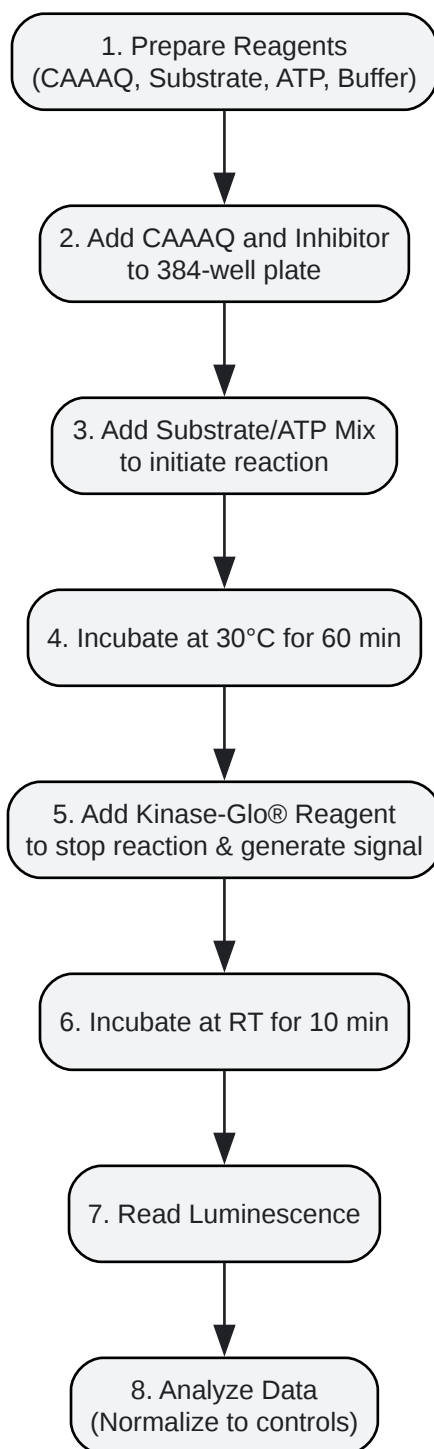 1. Prepare Reagents
(CAAAQ, Substrate, ATP, Buffer)
2. Add CAAAQ and Inhibitor
to 384-well plate
3. Add Substrate/ATP Mix
to initiate reaction
4. Incubate at 30°C for 60 min
5. Add Kinase-Glo® Reagent
to stop reaction & generate signal
6. Incubate at RT for 10 min
7. Read Luminescence
8. Analyze Data
(Normalize to controls)